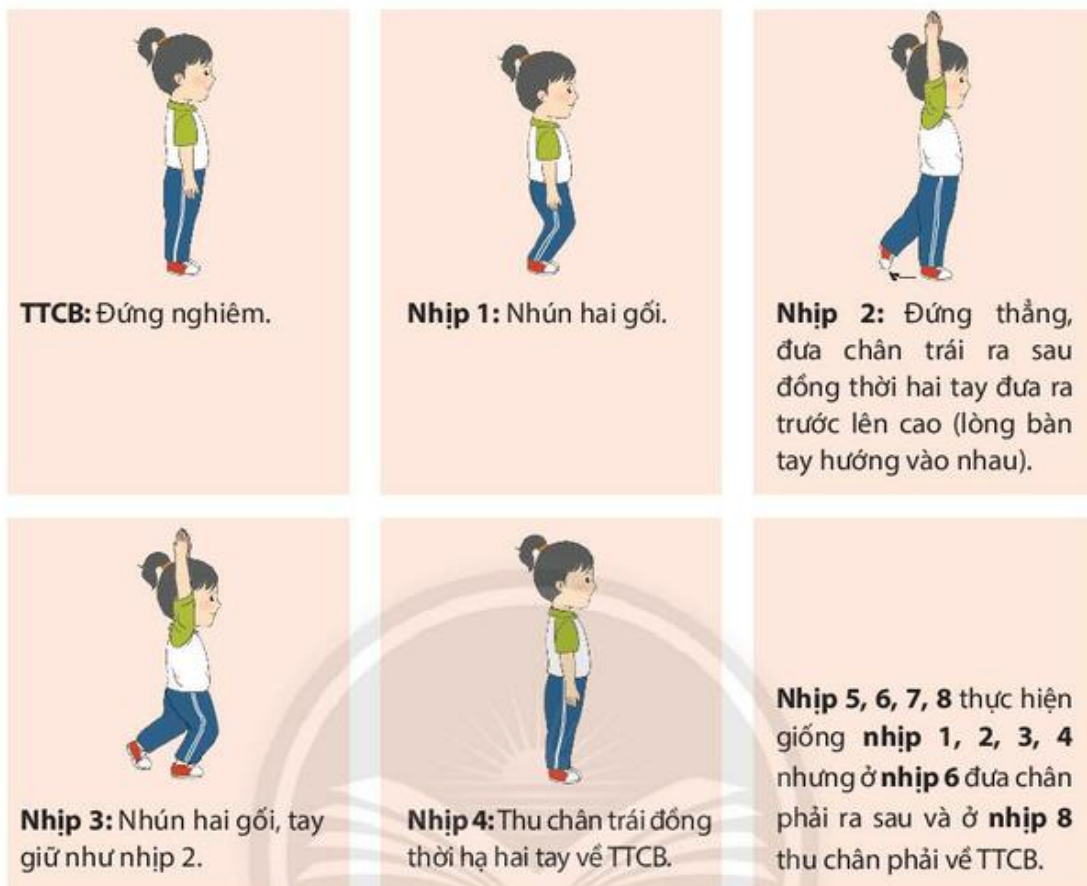 TTCB: Đứng nghiêm.
Nhịp 1: Nhún hai gối.
Nhịp 2: Đứng thẳng,
đưa chân trái ra sau
đồng thời hai tay đưa ra
trước lên cao (lòng bàn
tay hướng vào nhau).
Nhịp 3: Nhún hai gối, tay
giữ như nhịp 2.
Nhịp 4: Thu chân trái đồng
thời hạ hai tay về TTCB.
Nhịp 5, 6, 7, 8 thực hiện
giống nhịp 1, 2, 3, 4
nhưng ở nhịp 6 đưa chân
phải ra sau và ở nhịp 8
thu chân phải về TTCB.